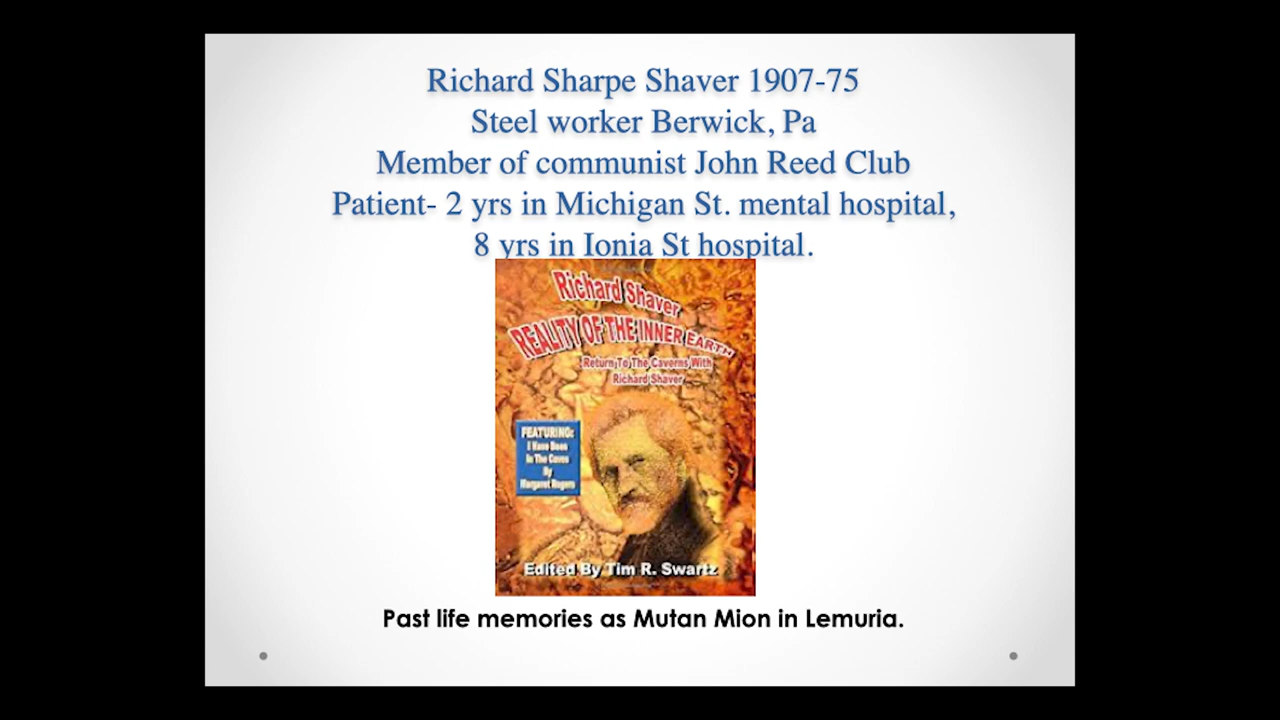 Richard Sharpe Shaver 1907-75
Steel worker Berwick, Pa
Member of communist John Reed Club
Patient- 2 yrs in Michigan St. mental hospital,
8 yrs in Ionia St hospital.
Richard Shaver
REALITY OF THE INNER EARTH
Return To The Caverns With
Richard Shaver
FEATURING:
I Have Been
In The Caves
By
Margaret Rogers
Edited By Tim R. Swartz
Past life memories as Mutan Mion in Lemuria.